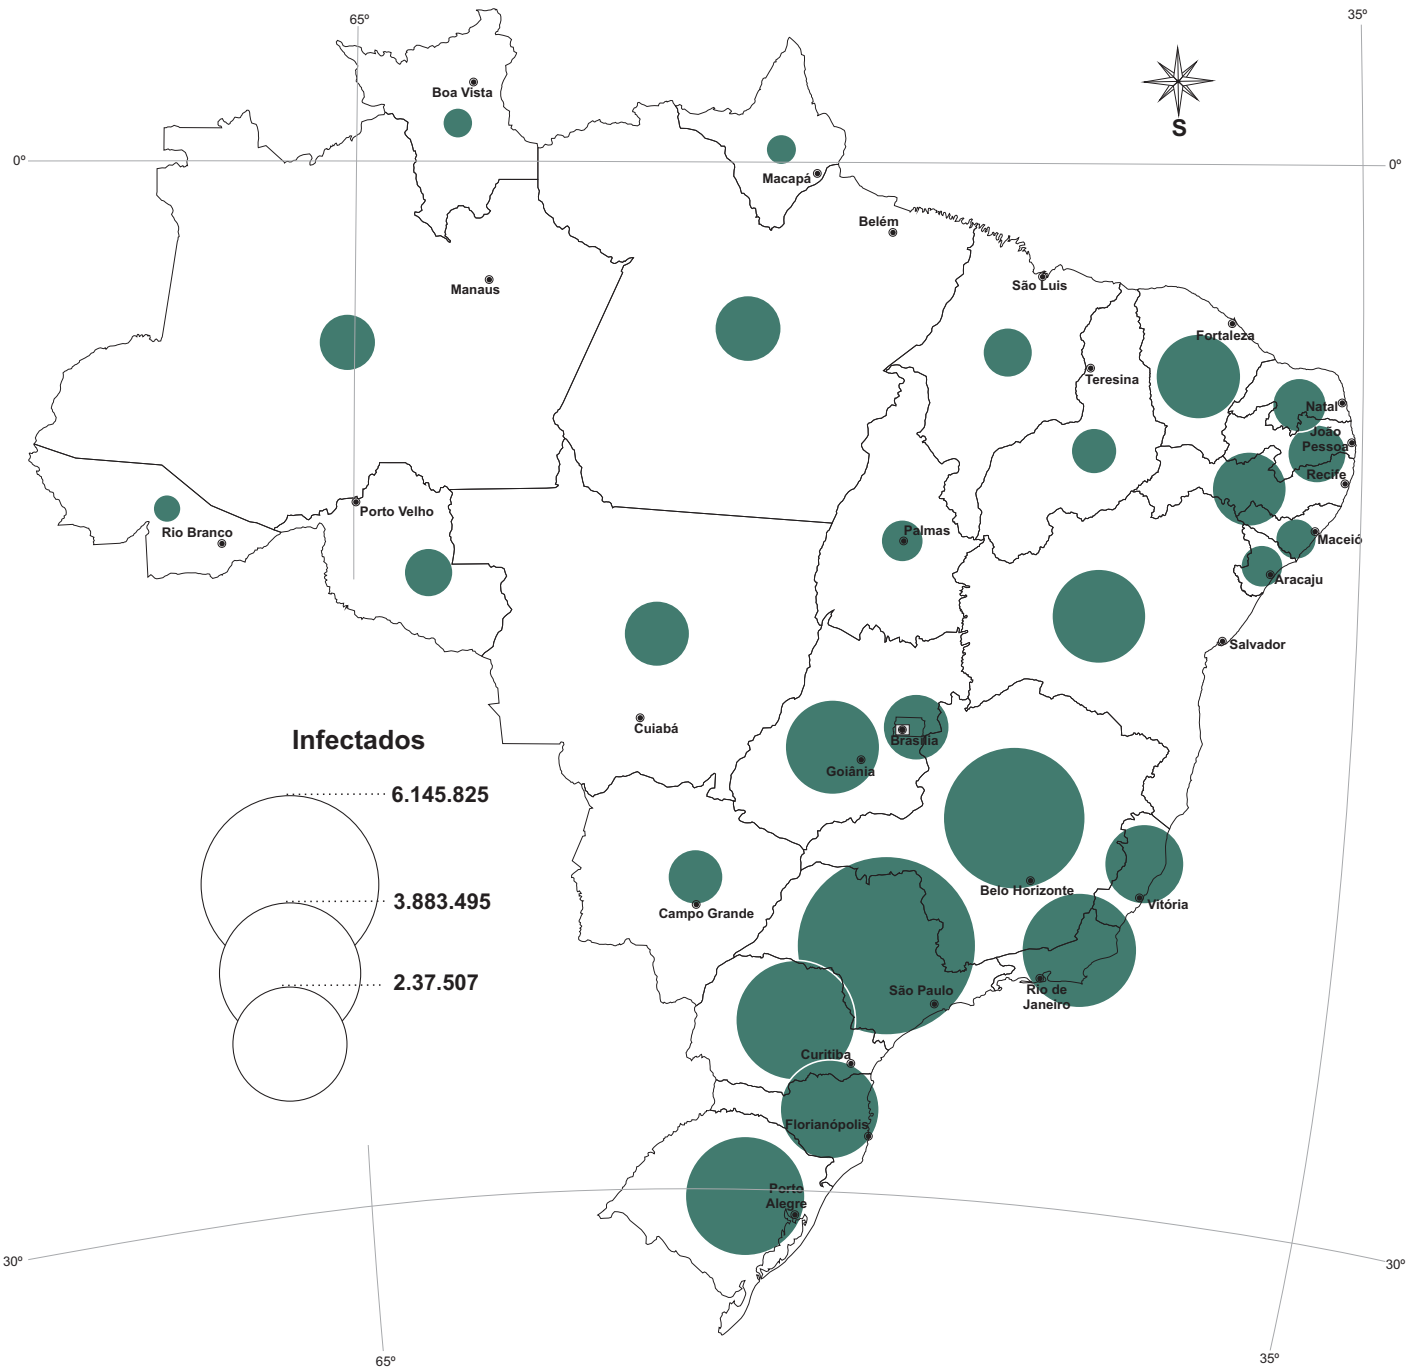 65º
35º
Boa Vista
S
0º
0º
Macapá
Belém
Manaus
São Luis
Fortaleza
Teresina
Natal
João
Pessoa
Recife
Porto Velho
Rio Branco
Palmas
Maceió
Aracaju
Salvador
Cuiabá
Brasília
Goiânia
Infectados
6.145.825
3.883.495
2.37.507
Belo Horizonte
Vitória
Campo Grande
São Paulo
Rio de
Janeiro
Curitiba
Florianópolis
Porto
Alegre
30º
30º
65º
35º